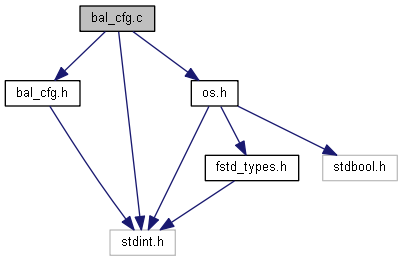 bal_cfg.c
bal_cfg.h
os.h
fstd_types.h
stdbool.h
stdint.h